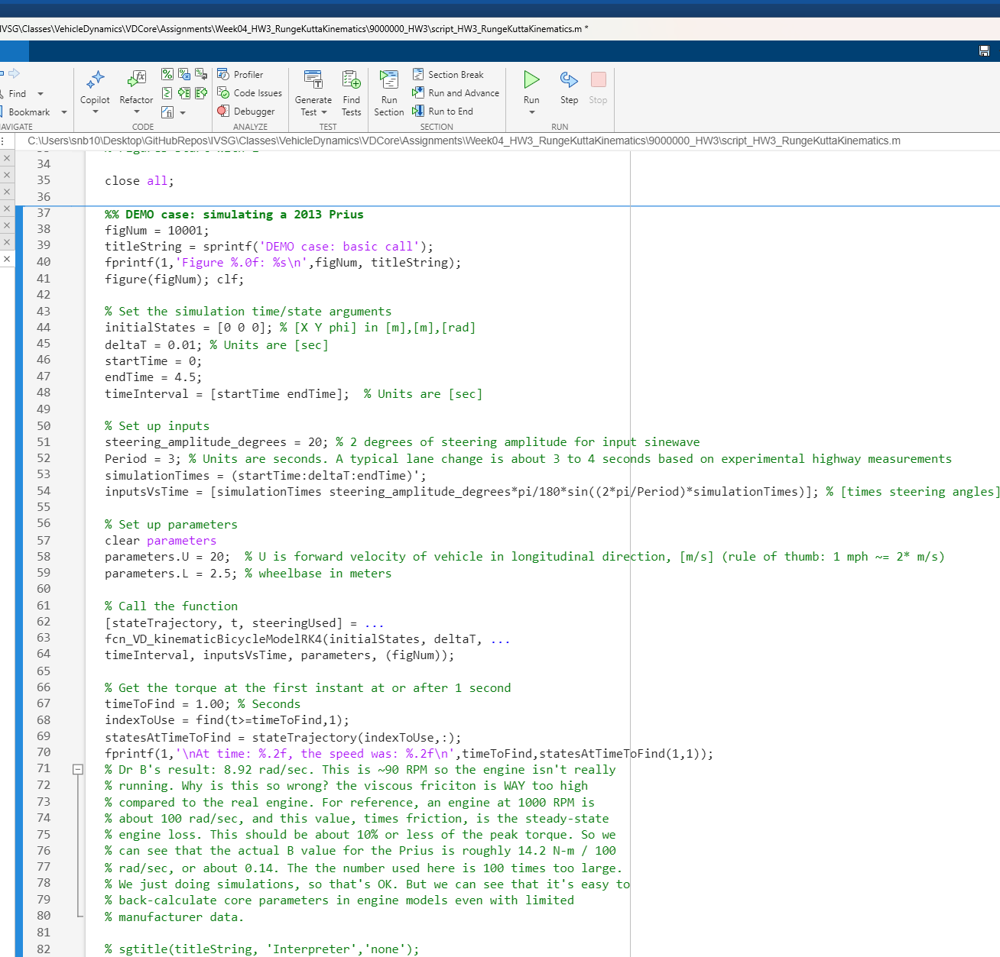 IVSG\Classes\VehicleDynamics\VDCore\Assignments\Week04_HW3_RungeKuttaKinematics\9000000_HW3\script_HW3_RungeKuttaKinematics.m *
Find
Bookmark
NAVIGATE
Copilot
Refactor
CODE
Profiler
Code Issues
Debugger
ANALYZE
Generate Test
Find Tests
TEST
Run Section
Section Break
Run and Advance
Run to End
SECTION
Run
Step
Stop
RUN
C:\Users\snb10\Desktop\GitHubRepos\IVSG\Classes\VehicleDynamics\VDCore\Assignments\Week04_HW3_RungeKuttaKinematics\9000000_HW3\script_HW3_RungeKuttaKinematics.m
34
35 close all;
36
37 %% DEMO case: simulating a 2013 Prius
38 figNum = 10001;
39 titleString = sprintf('DEMO case: basic call');
40 fprintf(1,'Figure %.0f: %s\n',figNum, titleString);
41 figure(figNum); clf;
42
43 % Set the simulation time/state arguments
44 initialStates = [0 0 0]; % [X Y phi] in [m],[m],[rad]
45 deltaT = 0.01; % Units are [sec]
46 startTime = 0;
47 endTime = 4.5;
48 timeInterval = [startTime endTime];  % Units are [sec]
49
50 % Set up inputs
51 steering_amplitude_degrees = 20; % 2 degrees of steering amplitude for input sinewave
52 Period = 3; % Units are seconds. A typical lane change is about 3 to 4 seconds based on experimental highway measurements
53 simulationTimes = (startTime:deltaT:endTime)';
54 inputsVsTime = [simulationTimes steering_amplitude_degrees*pi/180*sin((2*pi/Period)*simulationTimes)]; % [times steering angles]
55
56 % Set up parameters
57 clear parameters
58 parameters.U = 20;  % U is forward velocity of vehicle in longitudinal direction, [m/s] (rule of thumb: 1 mph ~= 2* m/s)
59 parameters.L = 2.5; % wheelbase in meters
60
61 % Call the function
62 [stateTrajectory, t, steeringUsed] = ...
63 fcn_VD_kinematicBicycleModelRK4(initialStates, deltaT, ...
64 timeInterval, inputsVsTime, parameters, (figNum));
65
66 % Get the torque at the first instant at or after 1 second
67 timeToFind = 1.00; % Seconds
68 indexToUse = find(t>=timeToFind,1);
69 statesAtTimeToFind = stateTrajectory(indexToUse,:);
70 fprintf(1,'\nAt time: %.2f, the speed was: %.2f\n',timeToFind,statesAtTimeToFind(1,1));
71 % Dr B's result: 8.92 rad/sec. This is ~90 RPM so the engine isn't really
72 % running. Why is this so wrong? the viscous friciton is WAY too high
73 % compared to the real engine. For reference, an engine at 1000 RPM is
74 % about 100 rad/sec, and this value, times friction, is the steady-state
75 % engine loss. This should be about 10% or less of the peak torque. So we
76 % can see that the actual B value for the Prius is roughly 14.2 N-m / 100
77 % rad/sec, or about 0.14. The the number used here is 100 times too large.
78 % We just doing simulations, so that's OK. But we can see that it's easy to
79 % back-calculate core parameters in engine models even with limited
80 % manufacturer data.
81
82 % sgtitle(titleString, 'Interpreter','none');